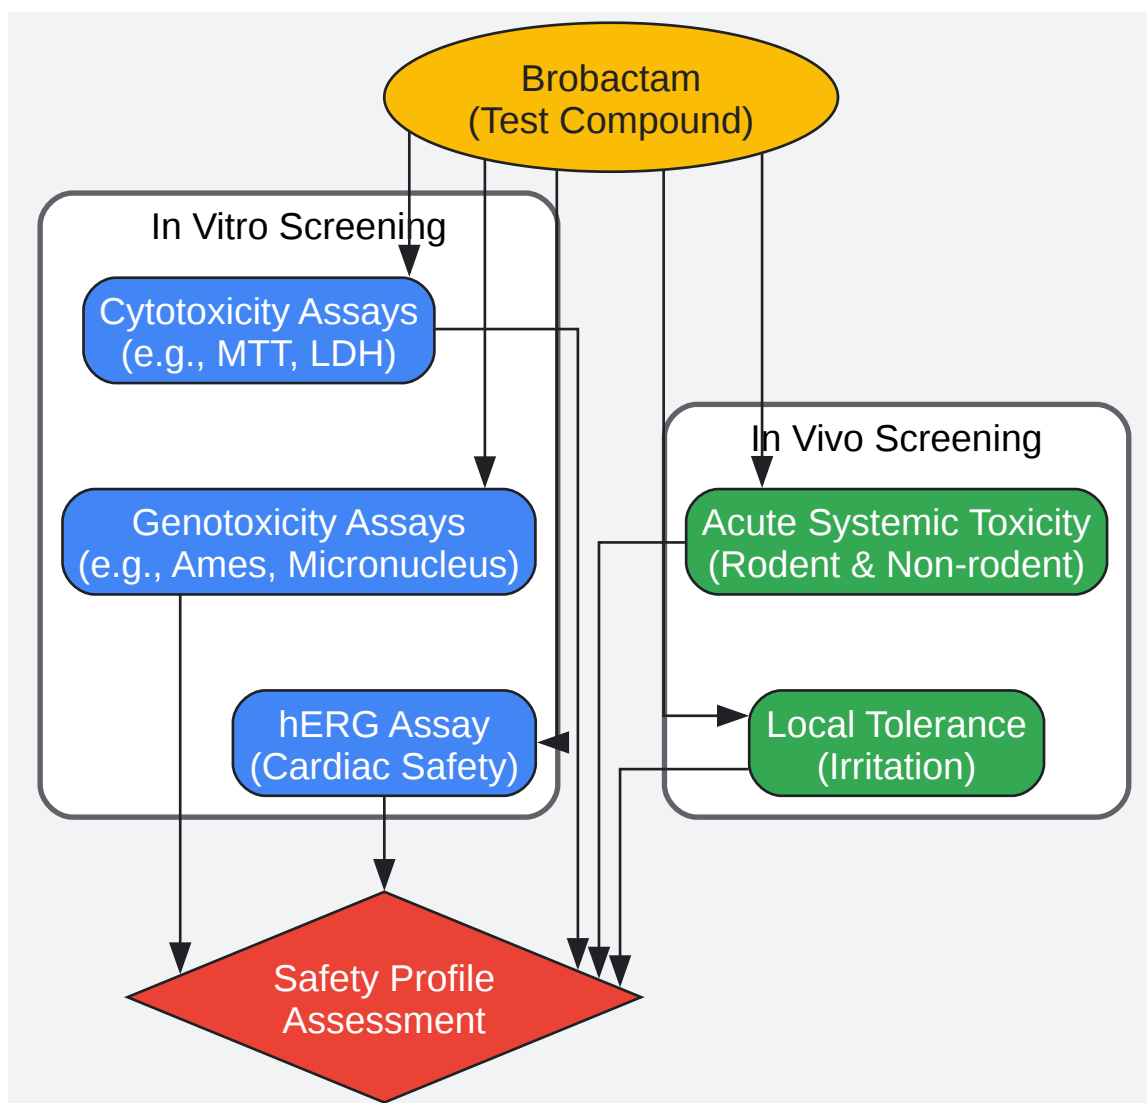 Brobactam
(Test Compound)
In Vitro Screening
Cytotoxicity Assays
(e.g., MTT, LDH)
In Vivo Screening
Genotoxicity Assays
(e.g., Ames, Micronucleus)
Acute Systemic Toxicity
(Rodent & Non-rodent)
hERG Assay
(Cardiac Safety)
Local Tolerance
(Irritation)
Safety Profile
Assessment